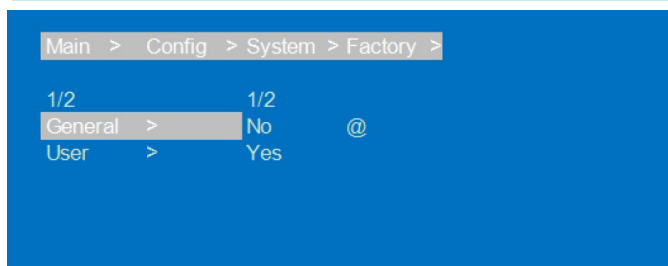 Main > Config > System > Factory >
1/2 1/2
General > No @
User > Yes